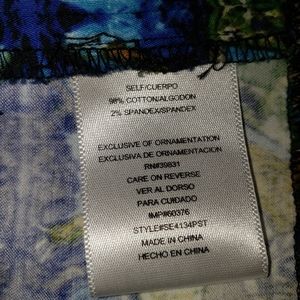 SELF/CUERPO
98% COTTON/ALGODON
2% SPANDEX/SPANDEX
EXCLUSIVE OF ORNAMENTATION
EXCLUSIVA DE ORNAMENTACION
RN#39831
CARE ON REVERSE
VER AL DORSO
PARA CUIDADO
IMP#60376
STYLE#SE4134PST
MADE IN CHINA
HECHO EN CHINA